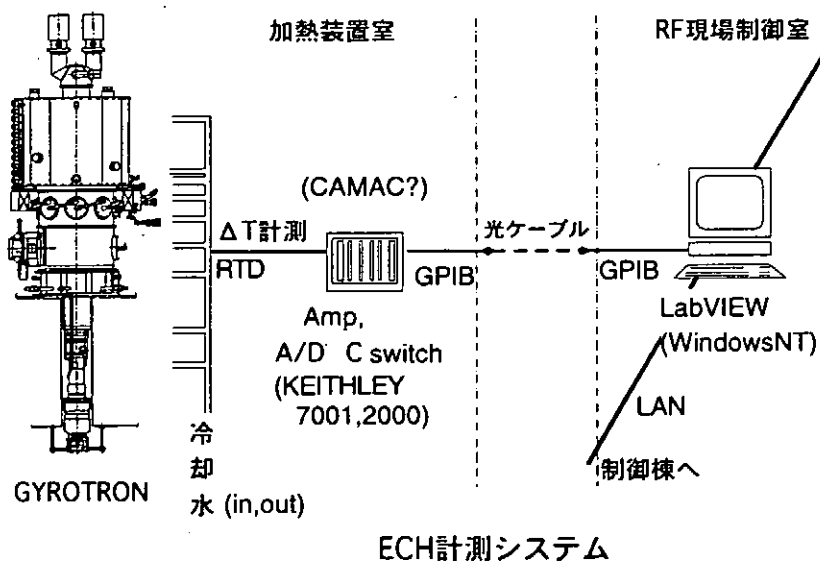 加熱装置室
RF現場制御室
(CAMAC?)
ΔT計測
RTD
GPIB
光ケーブル
GPIB
Amp,
A/D C switch
(KEITHLEY
7001,2000)
LabVIEW
(WindowsNT)
LAN
制御棟へ
GYROTRON
冷
却
水 (in,out)
ECH計測システム